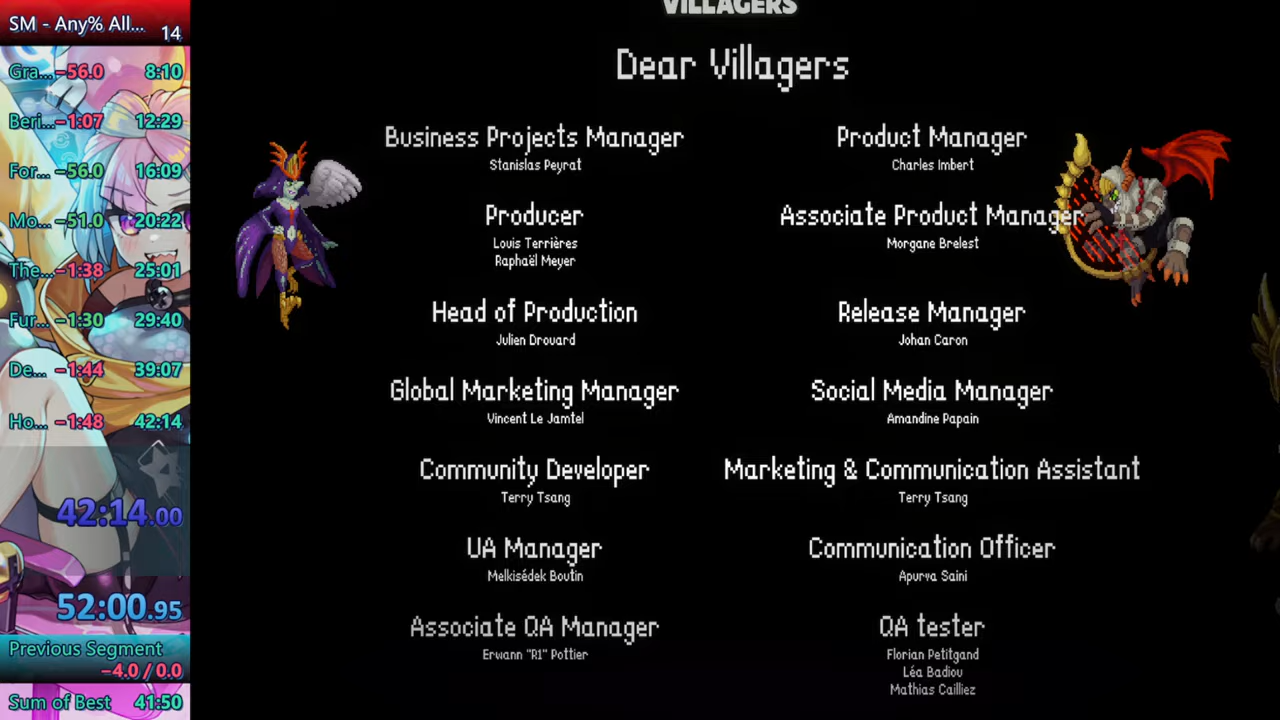 SM - Any% All...
14
Gra... −56.0 8:10
Beri... −1:07 12:29
For... −56.0 16:09
Mo... −51.0 20:22
The... −1:38 25:01
Fur... −1:30 29:40
De... −1:44 39:07
Ho... −1:48 42:14
42:14.00
52:00.95
Previous Segment
−4.0 / 0.0
Sum of Best 41:50
VILLAGERS
Dear Villagers
Business Projects Manager
Stanislas Peyrat
Product Manager
Charles Imbert
Producer
Louis Terrières
Raphaël Meyer
Associate Product Manager
Morgane Brelest
Head of Production
Julien Drouard
Release Manager
Johan Caron
Global Marketing Manager
Vincent Le Jamtel
Social Media Manager
Amandine Papain
Community Developer
Terry Tsang
Marketing & Communication Assistant
Terry Tsang
UA Manager
Melkisédek Boutin
Communication Officer
Apurva Saini
Associate QA Manager
Erwann "R1" Pottier
QA tester
Florian Petitgand
Léa Badiou
Mathias Cailliez